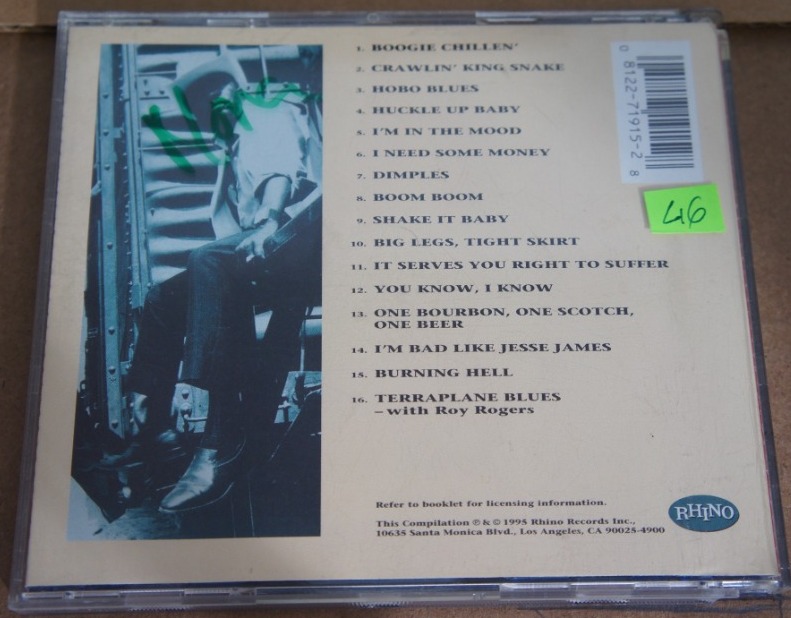 1. BOOGIE CHILLEN'
2. CRAWLIN' KING SNAKE
3. HOBO BLUES
4. HUCKLE UP BABY
5. I'M IN THE MOOD
6. I NEED SOME MONEY
7. DIMPLES
8. BOOM BOOM
9. SHAKE IT BABY
10. BIG LEGS, TIGHT SKIRT
11. IT SERVES YOU RIGHT TO SUFFER
12. YOU KNOW, I KNOW
13. ONE BOURBON, ONE SCOTCH,
ONE BEER
14. I'M BAD LIKE JESSE JAMES
15. BURNING HELL
16. TERRAPLANE BLUES
–with Roy Rogers
0 8122-71915-2 8
46
Refer to booklet for licensing information.
This Compilation ℗ & © 1995 Rhino Records Inc.,
10635 Santa Monica Blvd., Los Angeles, CA 90025-4900
RHINO